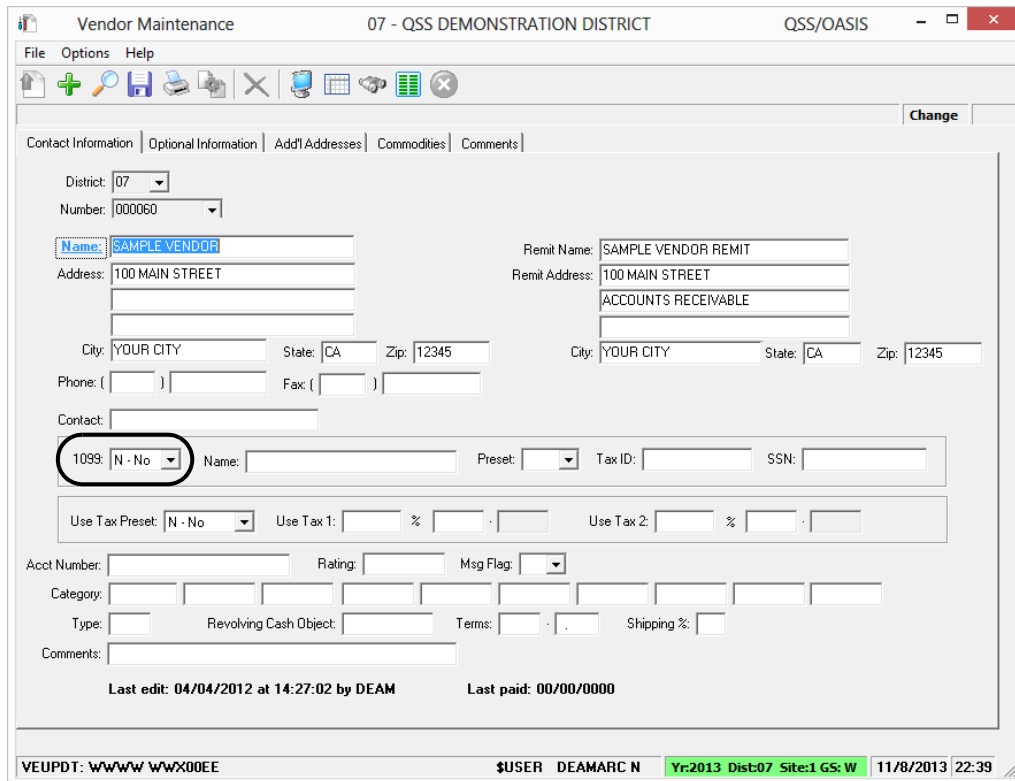 Vendor Maintenance 07 - QSS DEMONSTRATION DISTRICT QSS/OASIS
File Options Help
Change
Contact Information Optional Information Add'l Addresses Commodities Comments
District: 07
Number: 000060
Name: SAMPLE VENDOR Remit Name: SAMPLE VENDOR REMIT
Address: 100 MAIN STREET Remit Address: 100 MAIN STREET
ACCOUNTS RECEIVABLE
City: YOUR CITY State: CA Zip: 12345 City: YOUR CITY State: CA Zip: 12345
Phone: ( ) Fax: ( )
Contact:
1099: N - No Name: Preset: Tax ID: SSN:
Use Tax Preset: N - No Use Tax 1: % - Use Tax 2: % -
Acct Number: Rating: Msg Flag:
Category:
Type: Revolving Cash Object: Terms: - . Shipping %:
Comments:
Last edit: 04/04/2012 at 14:27:02 by DEAM Last paid: 00/00/0000
VEUPDT: WWWW WWX00EE $USER DEAMARC N Yr:2013 Dist:07 Site:1 GS: W 11/8/2013 22:39